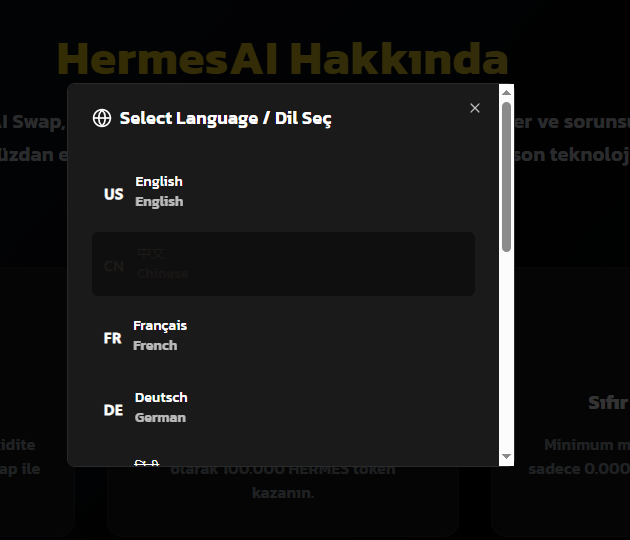 HermesAI Hakkında
AI Swap,
er ve sorunsu
üzdan e
son teknoloji
Select Language / Dil Seç
US
English
English
CN
中文
Chinese
FR
Français
French
DE
Deutsch
German
Sıfır
idite
ap ile
olarak 100.000 HERMES token
kazanın.
Minimum m
sadece 0.000